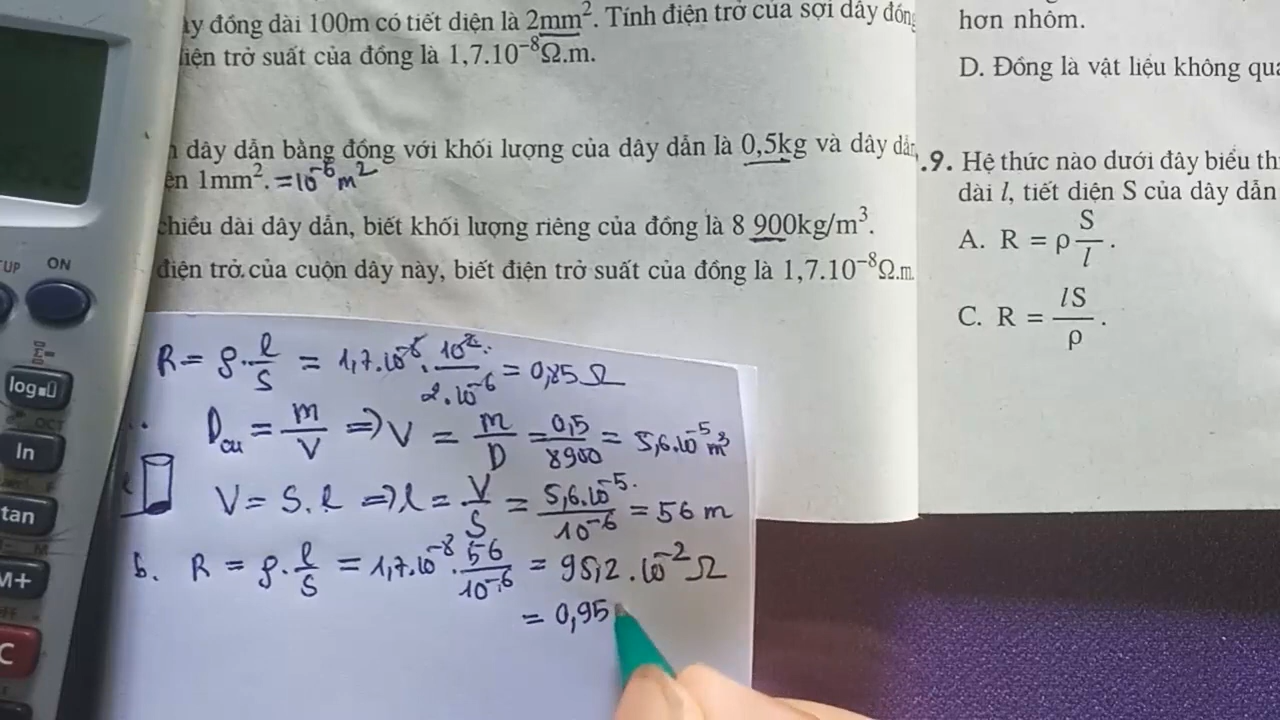 ây đồng dài 100m có tiết diện là 2mm². Tính điện trở của sợi dây đồng
điện trở suất của đồng là 1,7.10⁻⁸Ω.m.
dây dẫn bằng đồng với khối lượng của dây dẫn là 0,5kg và dây dẫn
ện 1mm². = 10⁻⁶ m²
chiều dài dây dẫn, biết khối lượng riêng của đồng là 8 900kg/m³.
điện trở của cuộn dây này, biết điện trở suất của đồng là 1,7.10⁻⁸Ω.m
R = ρ.l/S = 1,7.10⁻⁸.10²/2.10⁻⁶ = 0,85 Ω
D_cu = m/V => V = m/D = 0,5/8900 = 5,6.10⁻⁵ m³
l
V = S.l => l = V/S = 5,6.10⁻⁵/10⁻⁶ = 56 m
b. R = ρ.l/S = 1,7.10⁻⁸.56/10⁻⁶ = 95,2.10⁻² Ω
= 0,95
hơn nhôm.
D. Đồng là vật liệu không qua
.9. Hệ thức nào dưới đây biểu th
dài l, tiết diện S của dây dẫn
A. R = ρ S/l .
C. R = lS/ρ .
UP ON
log
ln
tan
M+
C